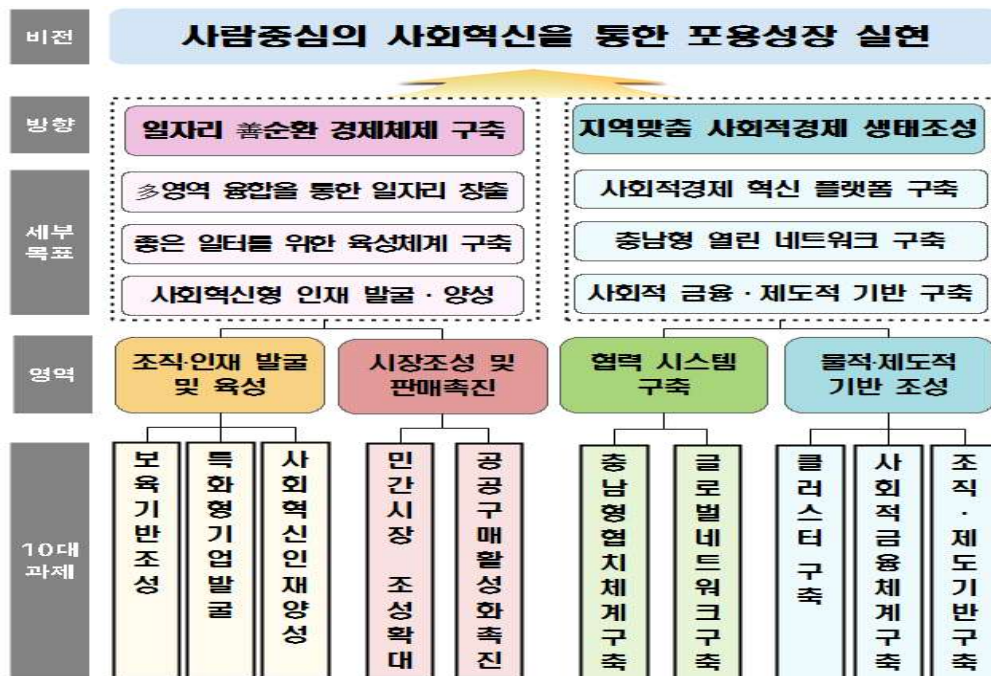 비전
사람중심의 사회혁신을 통한 포용성장 실현
방향
일자리 善순환 경제체제 구축
지역맞춤 사회적경제 생태조성
세부
목표
多영역 융합을 통한 일자리 창출
좋은 일터를 위한 육성체계 구축
사회혁신형 인재 발굴 · 양성
사회적경제 혁신 플랫폼 구축
충남형 열린 네트워크 구축
사회적 금융 · 제도적 기반 구축
영역
조직·인재 발굴
및 육성
시장조성 및
판매촉진
협력 시스템
구축
물적·제도적
기반 조성
10대
과제
보육기반조성
특화형기업발굴
사회혁신인재양성
민간시장 조성확대
공공구매활성화촉진
충남형협치체계구축
글로벌네트워크구축
클러스터 구축
사회적금융체계구축
조직·제도기반구축